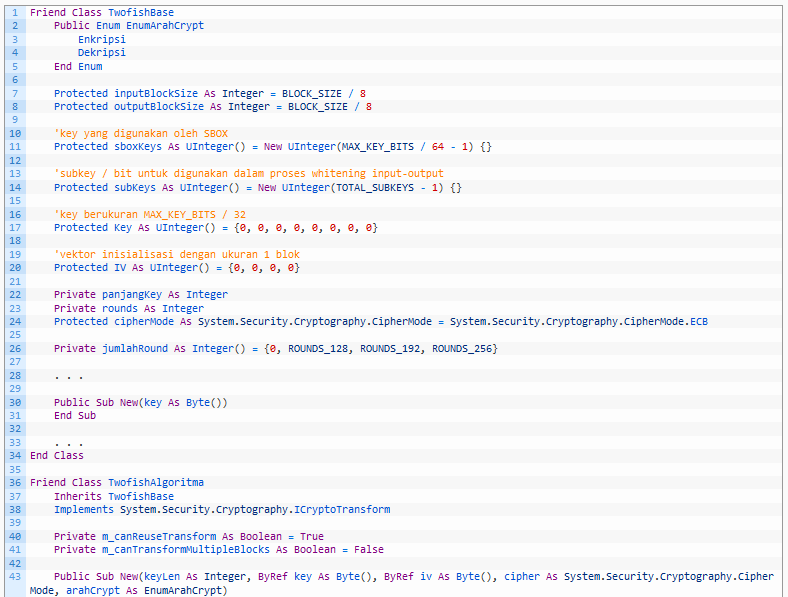 1 Friend Class TwofishBase
2     Public Enum EnumArahCrypt
3         Enkripsi
4         Dekripsi
5     End Enum
6
7     Protected inputBlockSize As Integer = BLOCK_SIZE / 8
8     Protected outputBlockSize As Integer = BLOCK_SIZE / 8
9
10     'key yang digunakan oleh SBOX
11     Protected sboxKeys As UInteger() = New UInteger(MAX_KEY_BITS / 64 - 1) {}
12
13     'subkey / bit untuk digunakan dalam proses whitening input-output
14     Protected subKeys As UInteger() = New UInteger(TOTAL_SUBKEYS - 1) {}
15
16     'key berukuran MAX_KEY_BITS / 32
17     Protected Key As UInteger() = {0, 0, 0, 0, 0, 0, 0, 0}
18
19     'vektor inisialisasi dengan ukuran 1 blok
20     Protected IV As UInteger() = {0, 0, 0, 0}
21
22     Private panjangKey As Integer
23     Private rounds As Integer
24     Protected cipherMode As System.Security.Cryptography.CipherMode = System.Security.Cryptography.CipherMode.ECB
25
26     Private jumlahRound As Integer() = {0, ROUNDS_128, ROUNDS_192, ROUNDS_256}
27
28     . . .
29
30     Public Sub New(key As Byte())
31     End Sub
32
33     . . .
34 End Class
35
36 Friend Class TwofishAlgoritma
37     Inherits TwofishBase
38     Implements System.Security.Cryptography.ICryptoTransform
39
40     Private m_canReuseTransform As Boolean = True
41     Private m_canTransformMultipleBlocks As Boolean = False
42
43     Public Sub New(keyLen As Integer, ByRef key As Byte(), ByRef iv As Byte(), cipher As System.Security.Cryptography.Cipher
Mode, arahCrypt As EnumArahCrypt)